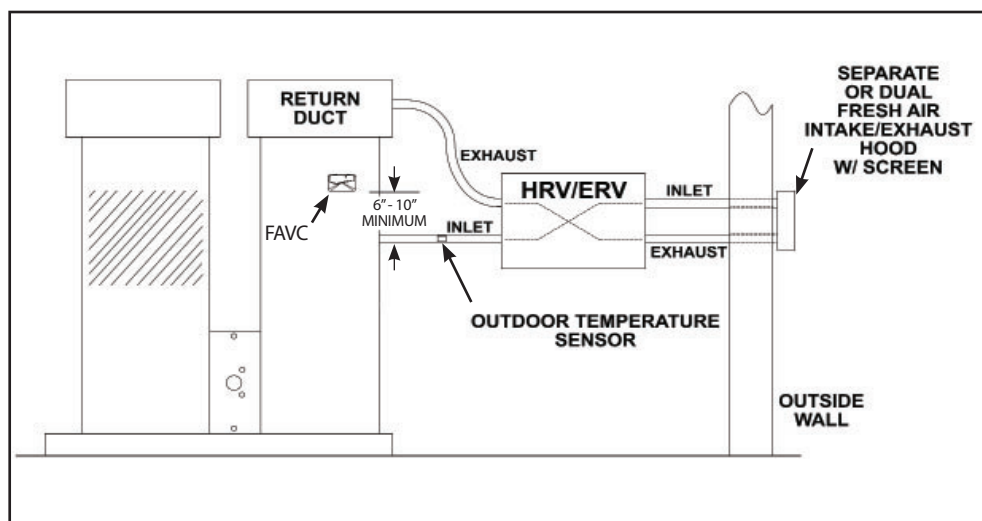 SEPARATE
OR DUAL
FRESH AIR
INTAKE/EXHAUST
HOOD
W/ SCREEN
RETURN
DUCT
EXHAUST
HRV/ERV
INLET
6”- 10”
MINIMUM
FAVC
INLET
EXHAUST
OUTDOOR TEMPERATURE
SENSOR
OUTSIDE
WALL